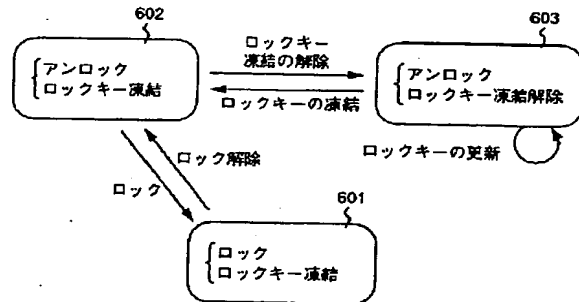 602
603
ロックキー
凍結の解除
アンロック
ロックキー凍結
アンロック
ロックキー凍結解除
ロックキーの凍結
ロックキーの更新
ロック解除
ロック
601
ロック
ロックキー凍結